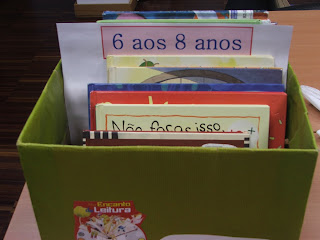 6 aos 8 anos
Não faças isso
Encanto
Leitura